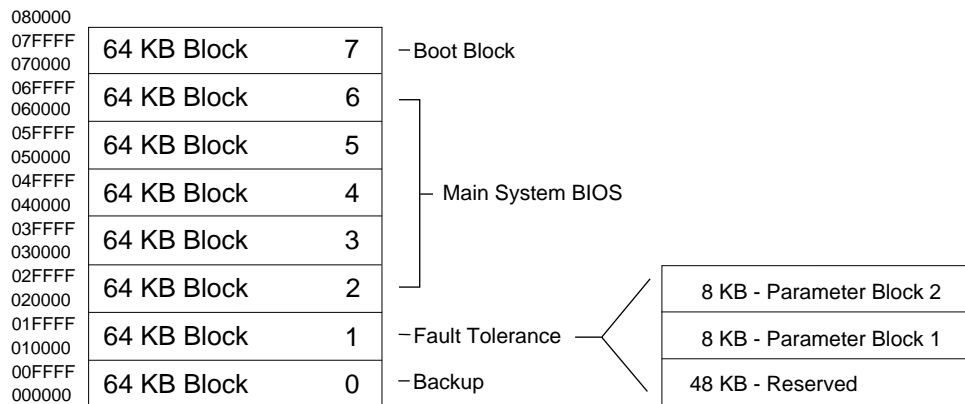 080000
07FFFF
070000
64 KB Block 7
Boot Block
06FFFF
060000
64 KB Block 6
05FFFF
050000
64 KB Block 5
04FFFF
040000
64 KB Block 4
Main System BIOS
03FFFF
030000
64 KB Block 3
02FFFF
020000
64 KB Block 2
8 KB - Parameter Block 2
01FFFF
010000
64 KB Block 1
Fault Tolerance
8 KB - Parameter Block 1
00FFFF
000000
64 KB Block 0
Backup
48 KB - Reserved